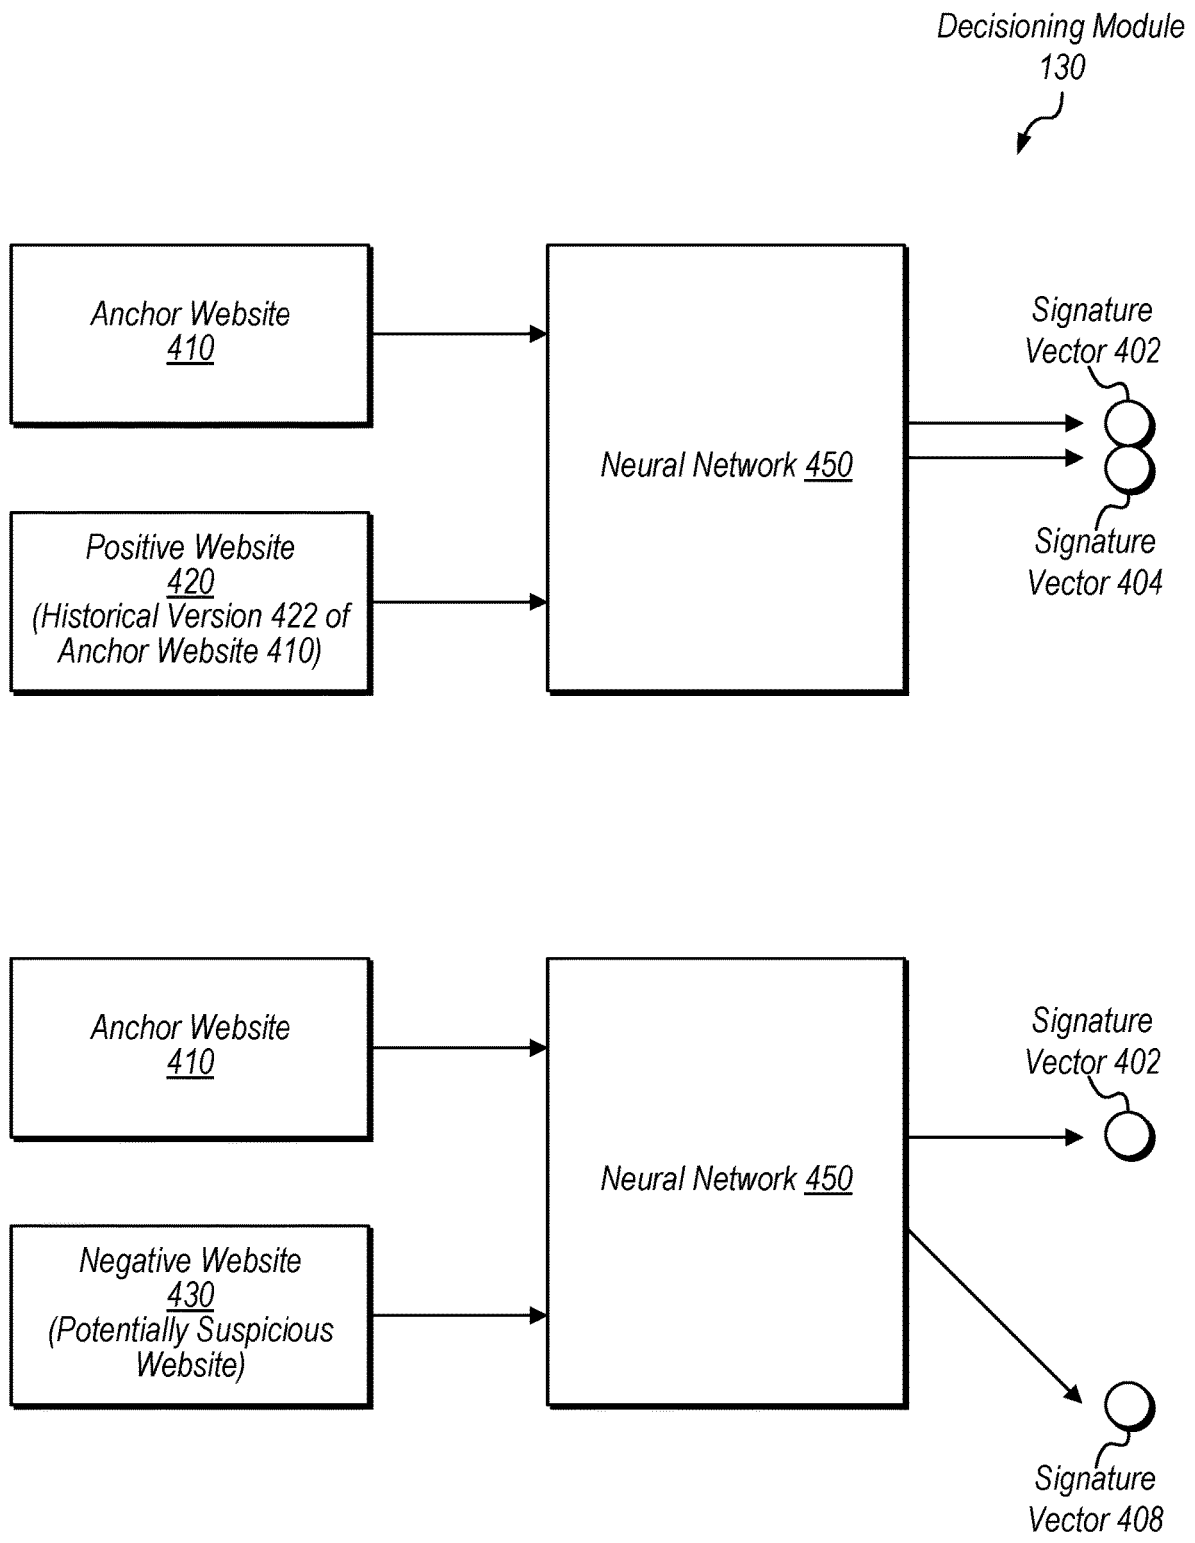 Decisioning Module
130
Anchor Website
410
Signature
Vector 402
Neural Network 450
Positive Website
420
(Historical Version 422 of
Anchor Website 410)
Signature
Vector 404
Anchor Website
410
Signature
Vector 402
Neural Network 450
Negative Website
430
(Potentially Suspicious
Website)
Signature
Vector 408